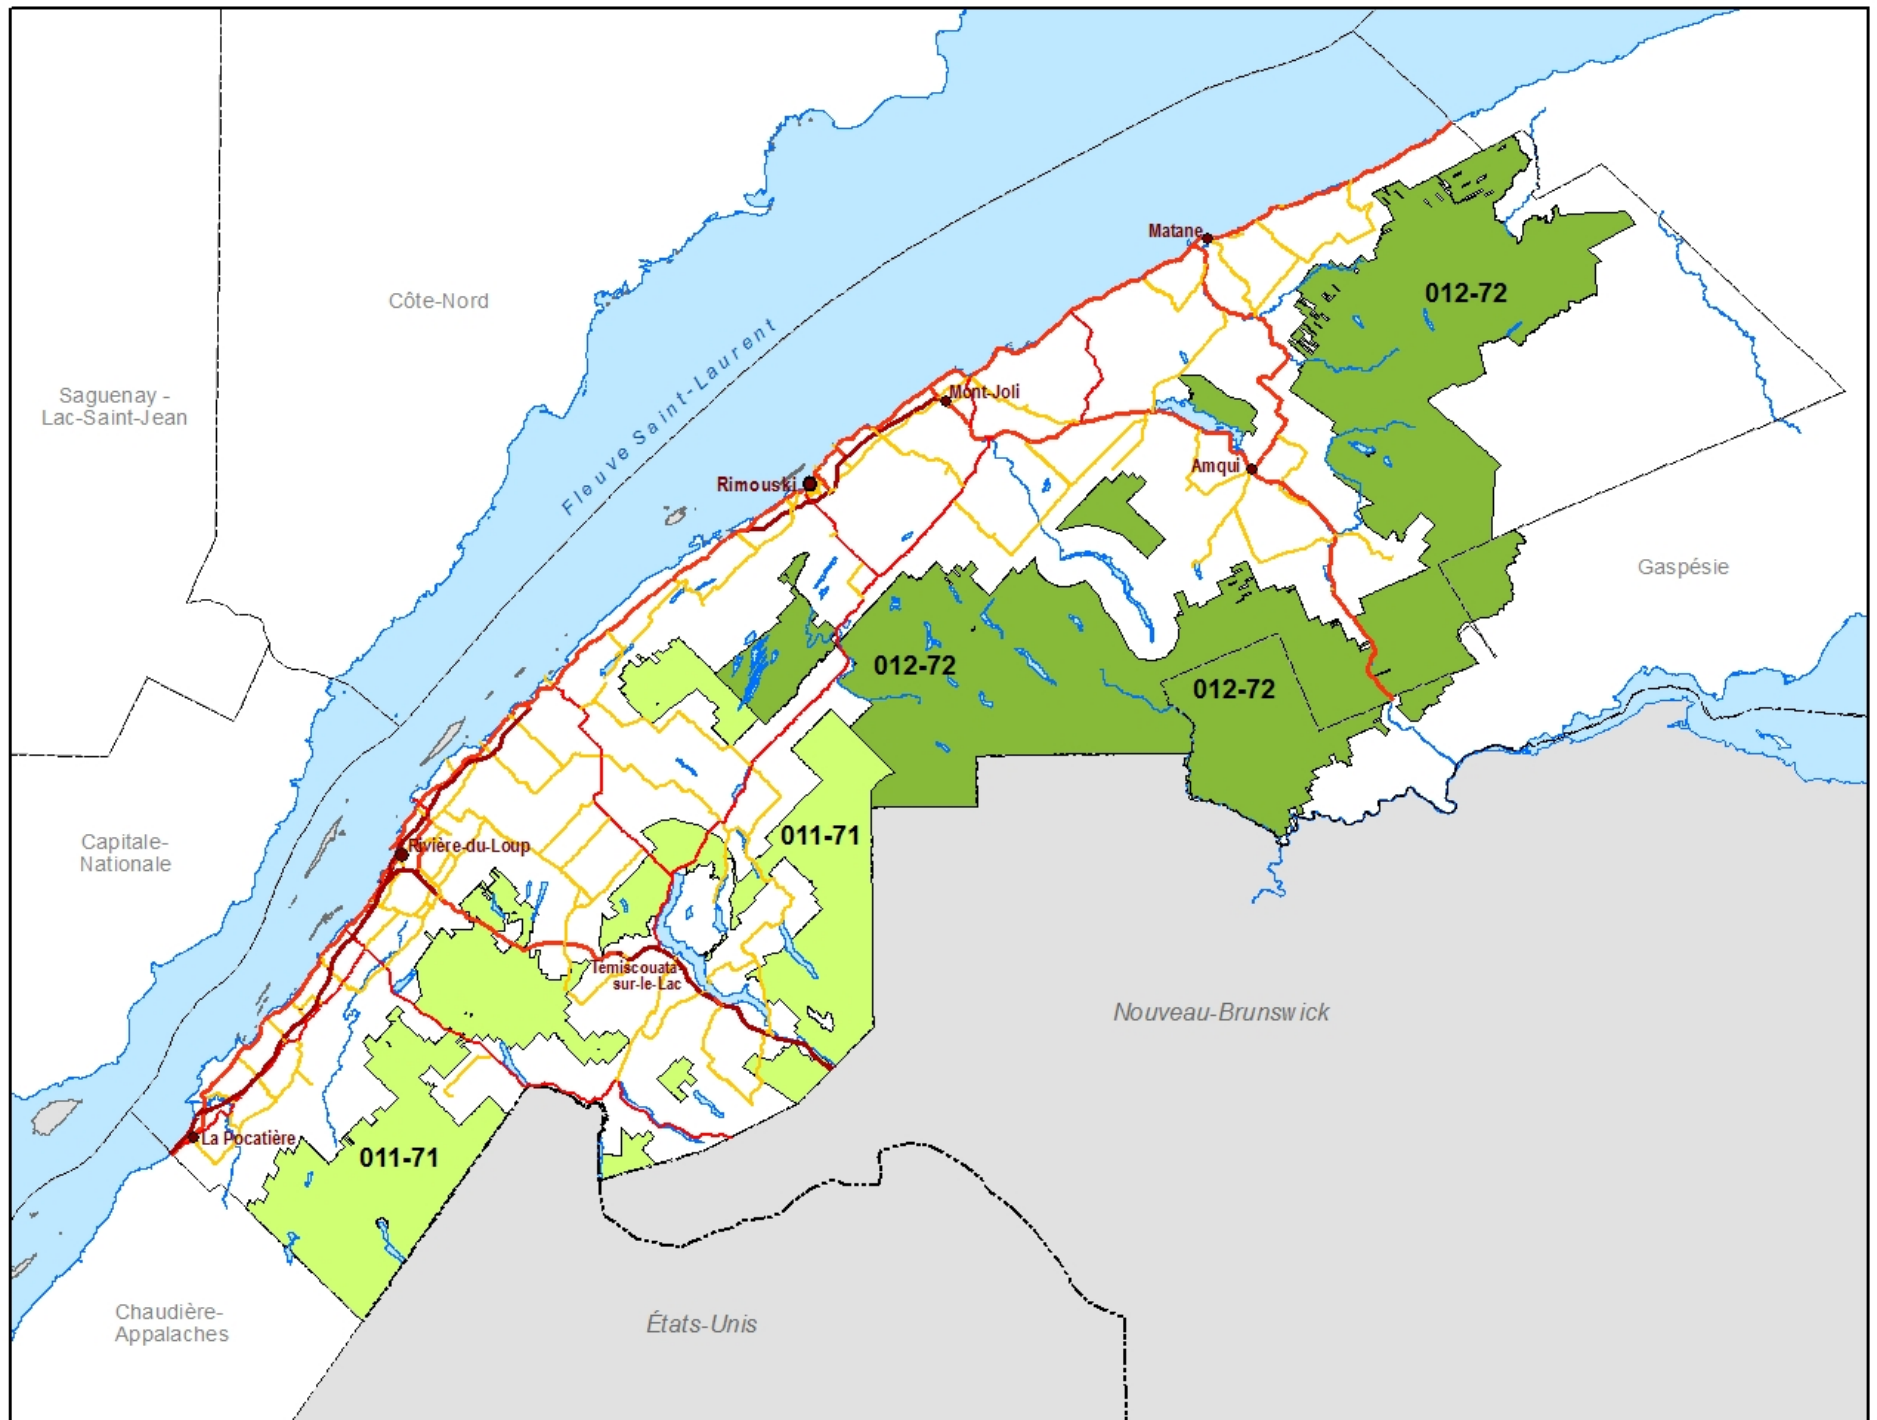 Matane
012-72
Côte-Nord
Fleuve Saint-Laurent
Saguenay -
Lac-Saint-Jean
Mont-Joli
Amqui
Rimouski
Gaspésie
012-72
012-72
011-71
Rivière-du-Loup
Capitale-
Nationale
Témiscouata-
sur-le-Lac
Nouveau-Brunswick
La Pocatière
011-71
Chaudière-
Appalaches
États-Unis